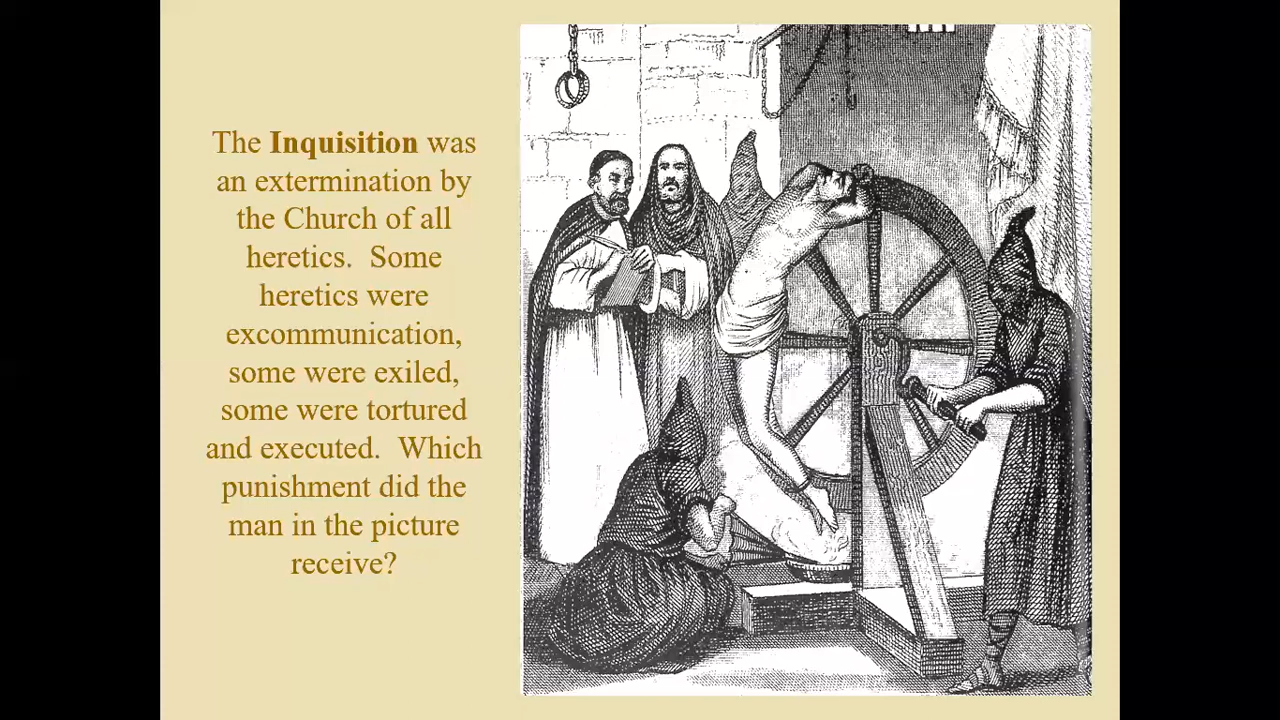 The Inquisition was
an extermination by
the Church of all
heretics.  Some
heretics were
excommunication,
some were exiled,
some were tortured
and executed.  Which
punishment did the
man in the picture
receive?